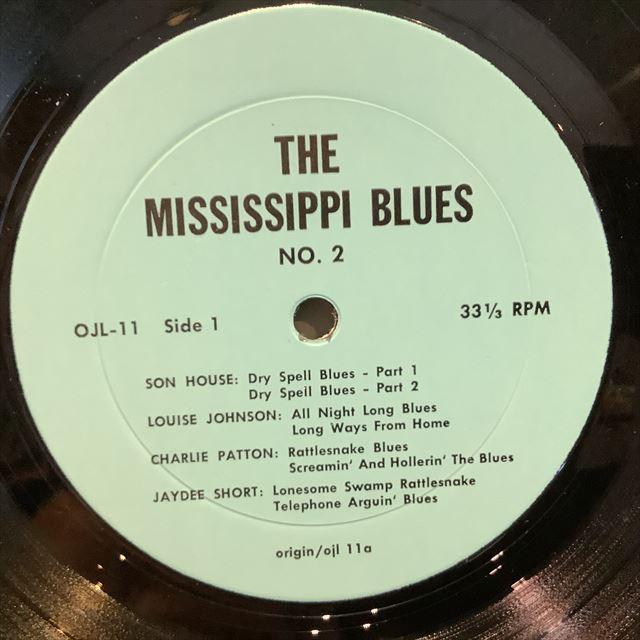 THE
MISSISSIPPI BLUES
NO. 2
OJL-11 Side 1 33⅓ RPM
SON HOUSE: Dry Spell Blues - Part 1
Dry Spell Blues - Part 2
LOUISE JOHNSON: All Night Long Blues
Long Ways From Home
CHARLIE PATTON: Rattlesnake Blues
Screamin' And Hollerin' The Blues
JAYDEE SHORT: Lonesome Swamp Rattlesnake
Telephone Arguin' Blues
origin/ojl 11a